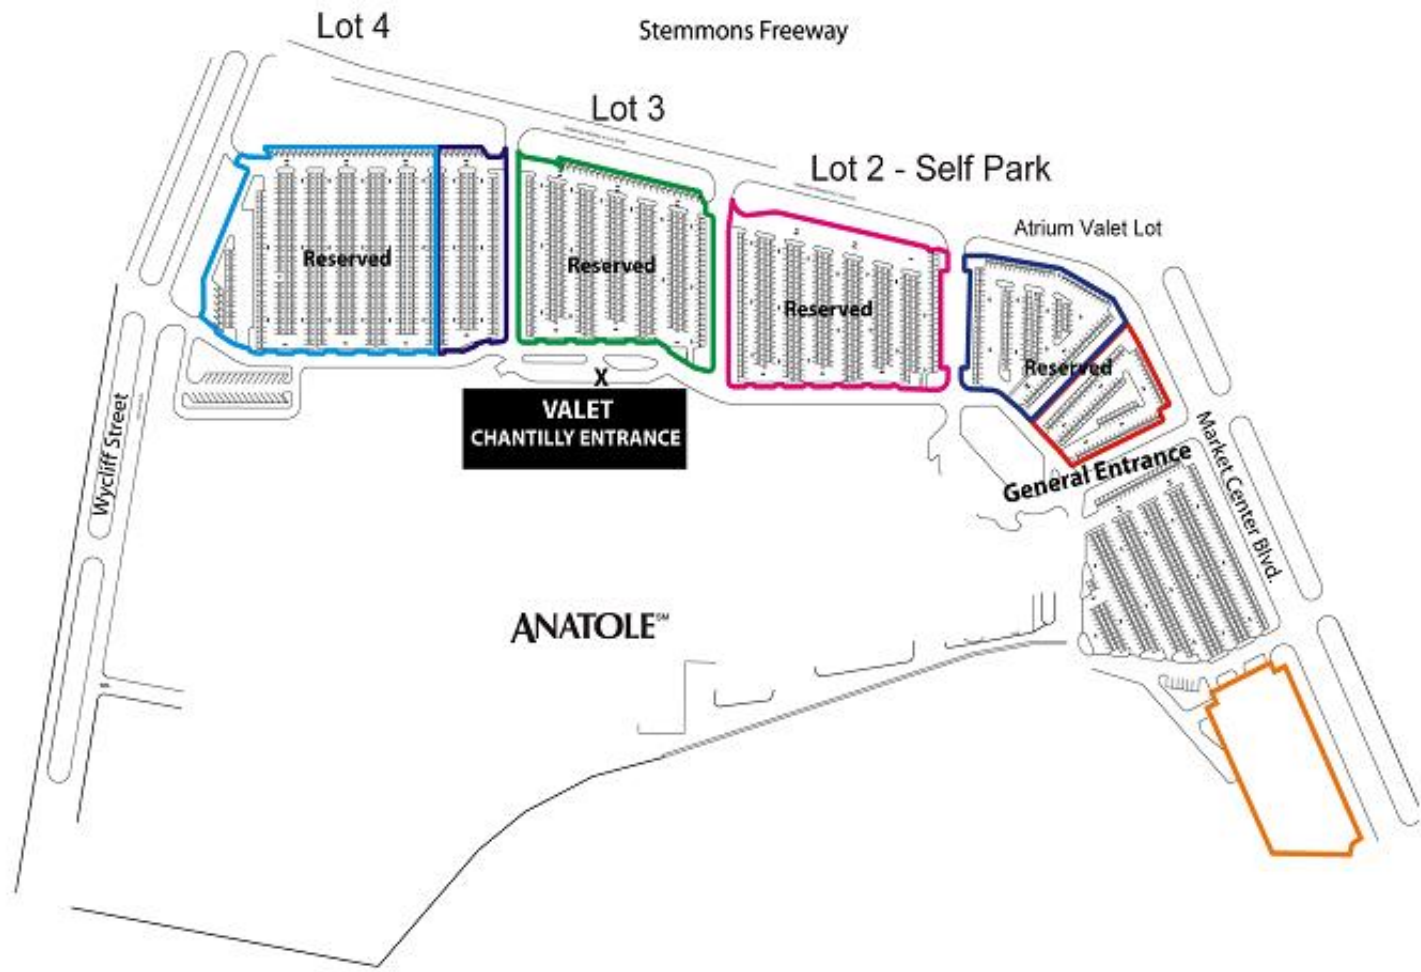 Lot 4
Stemmons Freeway
Lot 3
Lot 2 - Self Park
Atrium Valet Lot
Reserved
Reserved
Reserved
Reserved
X
VALET
CHANTILLY ENTRANCE
Wycliff Street
General Entrance
Market Center Blvd.
ANATOLE℠